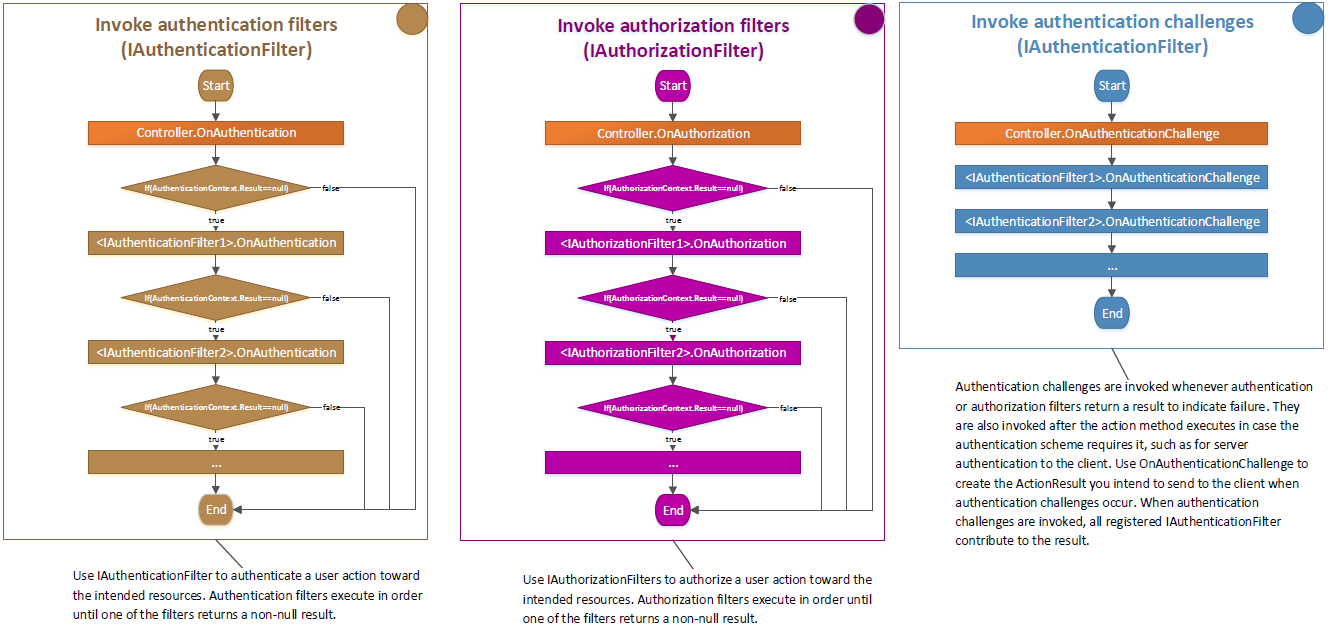 Invoke authentication filters
(IAuthenticationFilter)
Start
Controller.OnAuthentication
If(AuthenticationContext.Result==null)
false
true
<IAuthenticationFilter1>.OnAuthentication
If(AuthenticationContext.Result==null)
false
true
<IAuthenticationFilter2>.OnAuthentication
If(AuthenticationContext.Result==null)
false
true
...
End
Use IAuthenticationFilter to authenticate a user action toward
the intended resources. Authentication filters execute in order
until one of the filters returns a non-null result.
Invoke authorization filters
(IAuthorizationFilter)
Start
Controller.OnAuthorization
If(AuthorizationContext.Result==null)
false
true
<IAuthorizationFilter1>.OnAuthorization
If(AuthorizationContext.Result==null)
false
true
<IAuthorizationFilter2>.OnAuthorization
If(AuthorizationContext.Result==null)
false
true
...
End
Use IAuthorizationFilters to authorize a user action toward the
intended resources. Authorization filters execute in order until
one of the filters returns a non-null result.
Invoke authentication challenges
(IAuthenticationFilter)
Start
Controller.OnAuthenticationChallenge
<IAuthenticationFilter1>.OnAuthenticationChallenge
<IAuthenticationFilter2>.OnAuthenticationChallenge
...
End
Authentication challenges are invoked whenever authentication
or authorization filters return a result to indicate failure. They
are also invoked after the action method executes in case the
authentication scheme requires it, such as for server
authentication to the client. Use OnAuthenticationChallenge to
create the ActionResult you intend to send to the client when
authentication challenges occur. When authentication
challenges are invoked, all registered IAuthenticationFilter
contribute to the result.